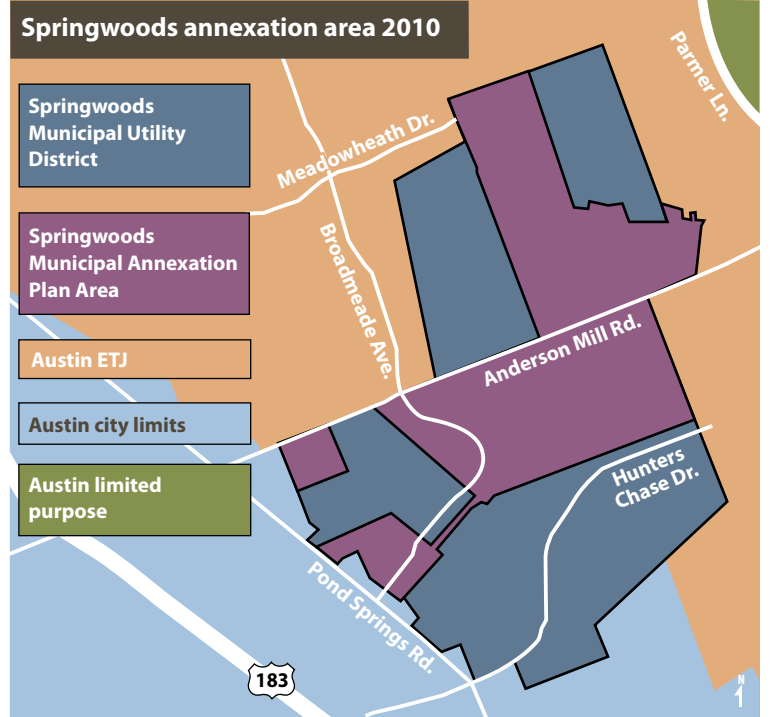 Springwoods annexation area 2010
Springwoods
Municipal Utility
District
Springwoods
Municipal Annexation
Plan Area
Austin ETJ
Austin city limits
Austin limited
purpose
Parmer Ln.
Meadowheath Dr.
Broadmeade Ave.
Anderson Mill Rd.
Hunters
Chase Dr.
Pond Springs Rd.
183
N